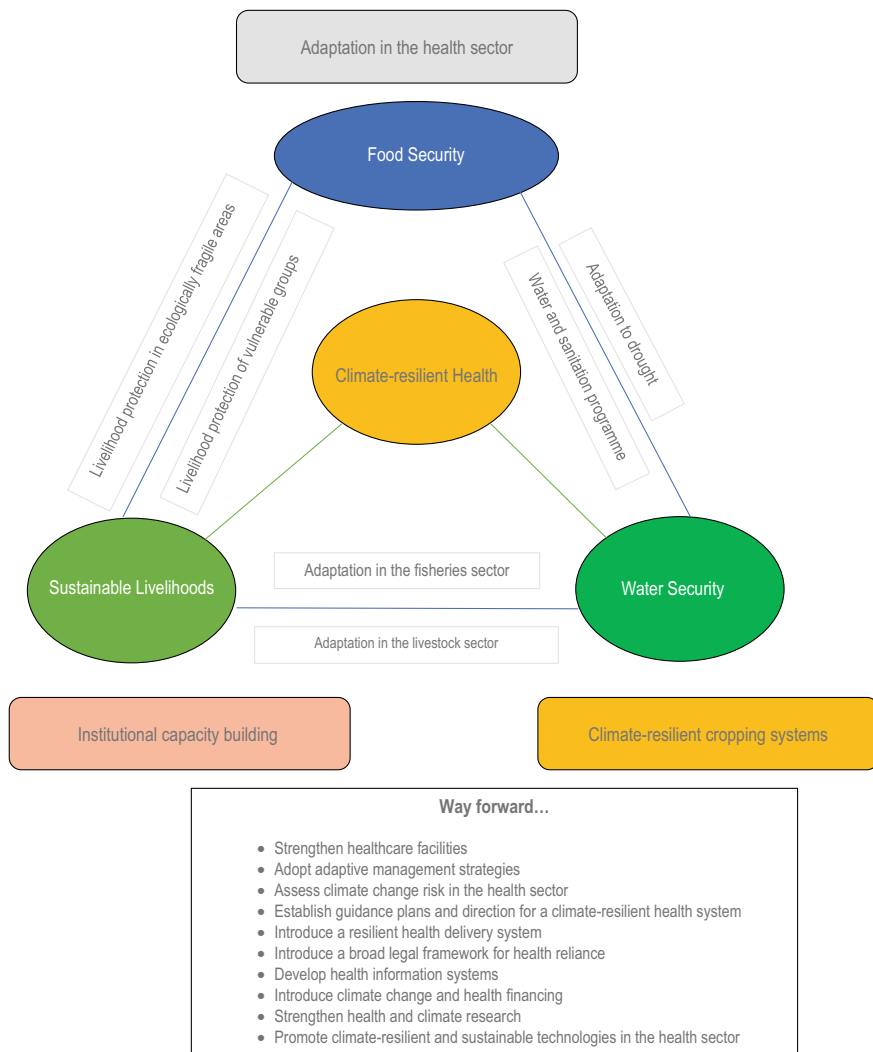 Adaptation in the health sector
Food Security
Livelihood protection in ecologically fragile areas
Livelihood protection of vulnerable groups
Water and sanitation programme
Adaptation to drought
Climate-resilient Health
Sustainable Livelihoods
Adaptation in the fisheries sector
Water Security
Adaptation in the livestock sector
Institutional capacity building
Climate-resilient cropping systems
Way forward…
• Strengthen healthcare facilities
• Adopt adaptive management strategies
• Assess climate change risk in the health sector
• Establish guidance plans and direction for a climate-resilient health system
• Introduce a resilient health delivery system
• Introduce a broad legal framework for health reliance
• Develop health information systems
• Introduce climate change and health financing
• Strengthen health and climate research
• Promote climate-resilient and sustainable technologies in the health sector